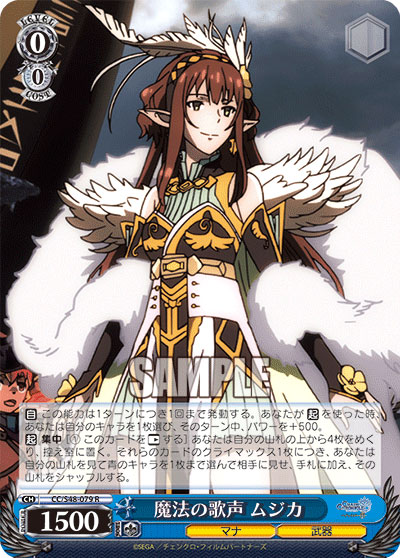 LEVEL
0
0
COST
SAMPLE
自 この能力は1ターンにつき1回まで発動する。あなたが 起 を使った時、
あなたは自分のキャラを1枚選び、そのターン中、パワーを+500。
起 集中 [このカードを する] あなたは自分の山札の上から4枚をめく
り、控え室に置く。それらのカードのクライマックス1枚につき、あなたは
自分の山札を見て青のキャラを1枚まで選んで相手に見せ、手札に加え、その
山札をシャッフルする。
CH
CC/S48-079 R
1500
魔法の歌声 ムジカ
マナ
武器
©SEGA / チェンクロ・フィルムパートナーズ